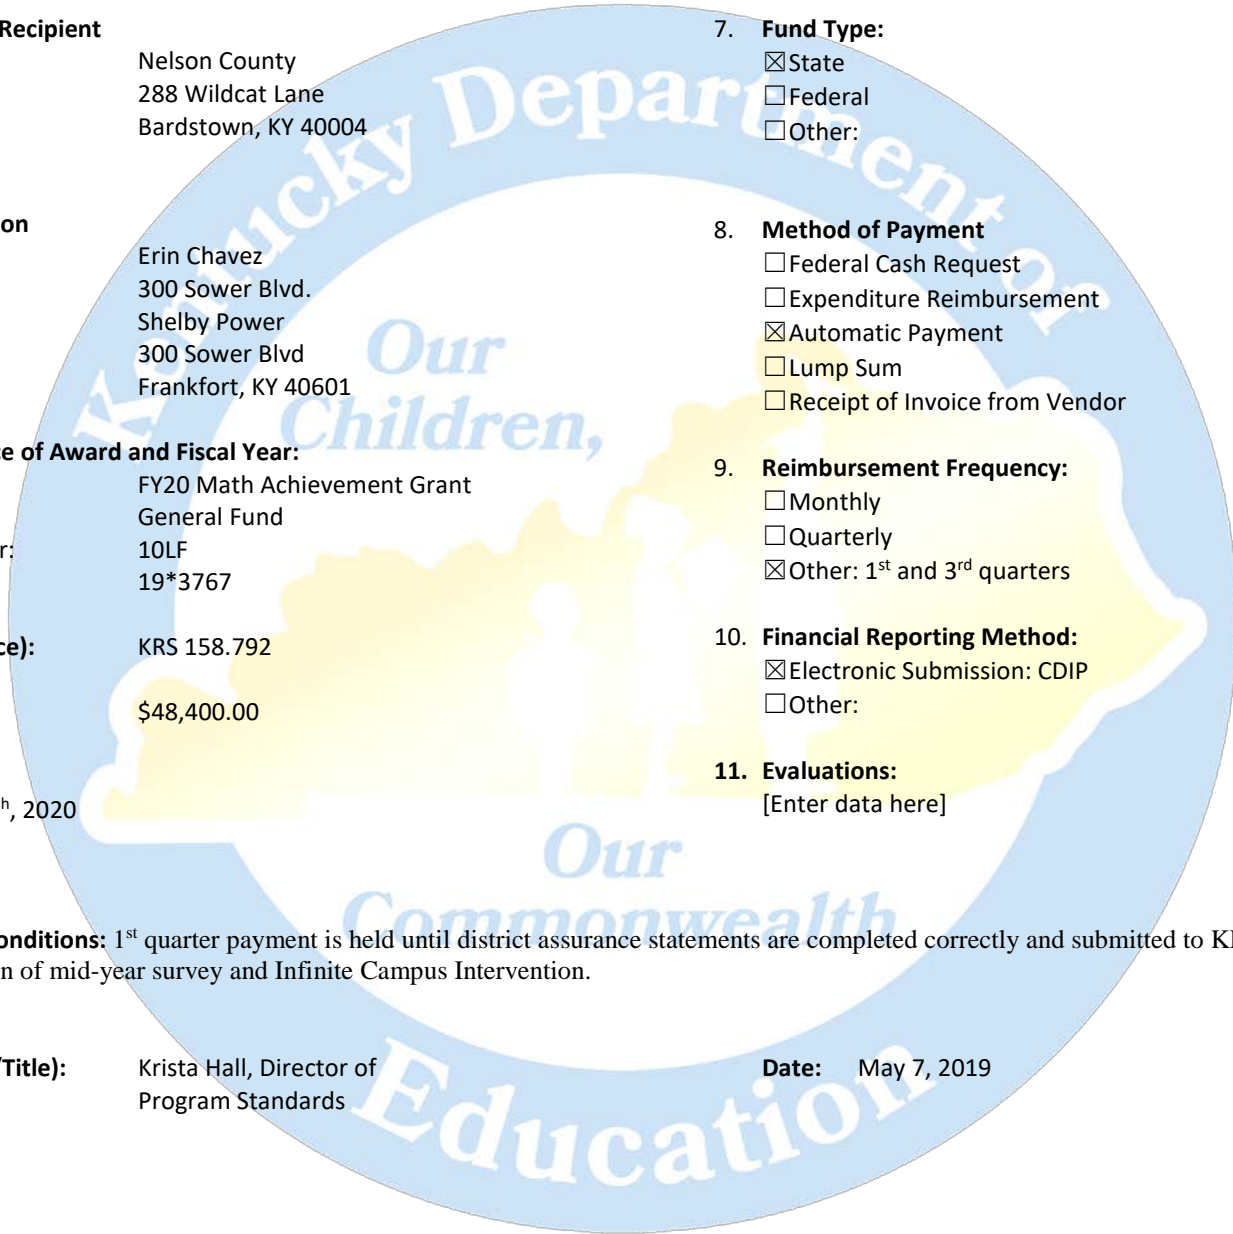 Recipient
Nelson County
288 Wildcat Lane
Bardstown, KY 40004
on
Erin Chavez
300 Sower Blvd.
Shelby Power
300 Sower Blvd
Frankfort, KY 40601
e of Award and Fiscal Year:
FY20 Math Achievement Grant
General Fund
r: 10LF
19*3767
ce): KRS 158.792
$48,400.00
h, 2020
7. Fund Type:
☒State
☐Federal
☐Other:
8. Method of Payment
☐Federal Cash Request
☐Expenditure Reimbursement
☒Automatic Payment
☐Lump Sum
☐Receipt of Invoice from Vendor
9. Reimbursement Frequency:
☐Monthly
☐Quarterly
☒Other: 1st and 3rd quarters
10. Financial Reporting Method:
☒Electronic Submission: CDIP
☐Other:
11. Evaluations:
[Enter data here]
onditions: 1st quarter payment is held until district assurance statements are completed correctly and submitted to K
n of mid-year survey and Infinite Campus Intervention.
/Title): Krista Hall, Director of
Program Standards
Date: May 7, 2019
Kentucky Department of
Education
Our
Children,
Our
Commonwealth